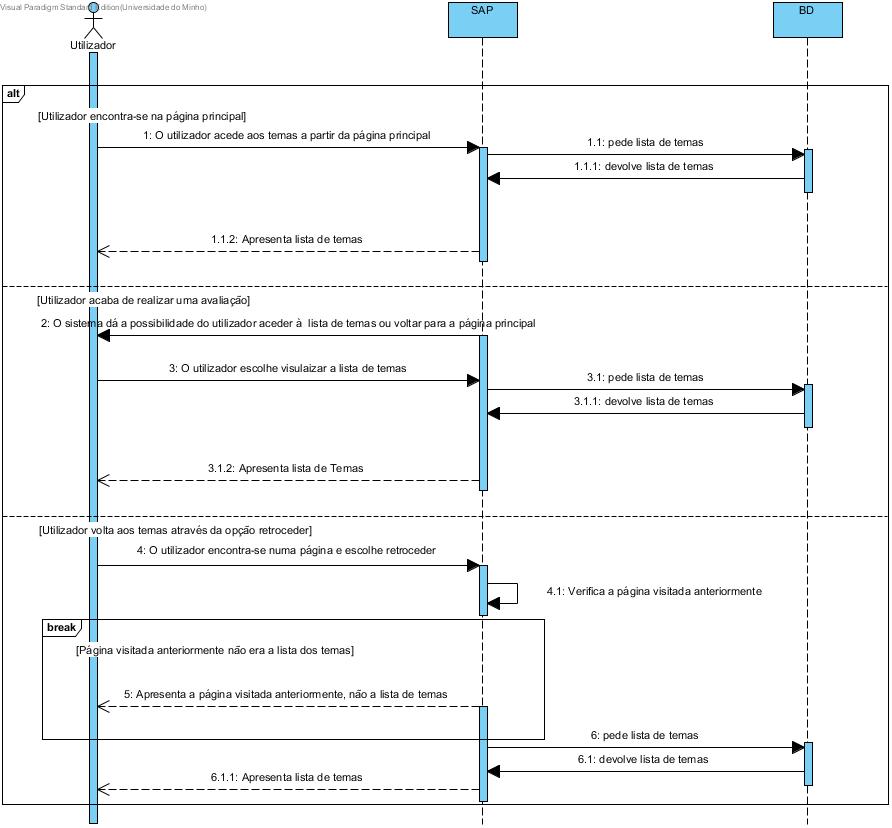 Visual Paradigm Standard Edition(Universidade do Minho)
SAP
BD
Utilizador
alt
[Utilizador encontra-se na página principal]
1: O utilizador acede aos temas a partir da página principal
1.1: pede lista de temas
1.1.1: devolve lista de temas
1.1.2: Apresenta lista de temas
[Utilizador acaba de realizar uma avaliação]
2: O sistema dá a possibilidade do utilizador aceder à lista de temas ou voltar para a página principal
3: O utilizador escolhe visulaizar a lista de temas
3.1: pede lista de temas
3.1.1: devolve lista de temas
3.1.2: Apresenta lista de Temas
[Utilizador volta aos temas através da opção retroceder]
4: O utilizador encontra-se numa página e escolhe retroceder
4.1: Verifica a página visitada anteriormente
break
[Página visitada anteriormente não era a lista dos temas]
5: Apresenta a página visitada anteriormente, não a lista de temas
6: pede lista de temas
6.1: devolve lista de temas
6.1.1: Apresenta lista de temas